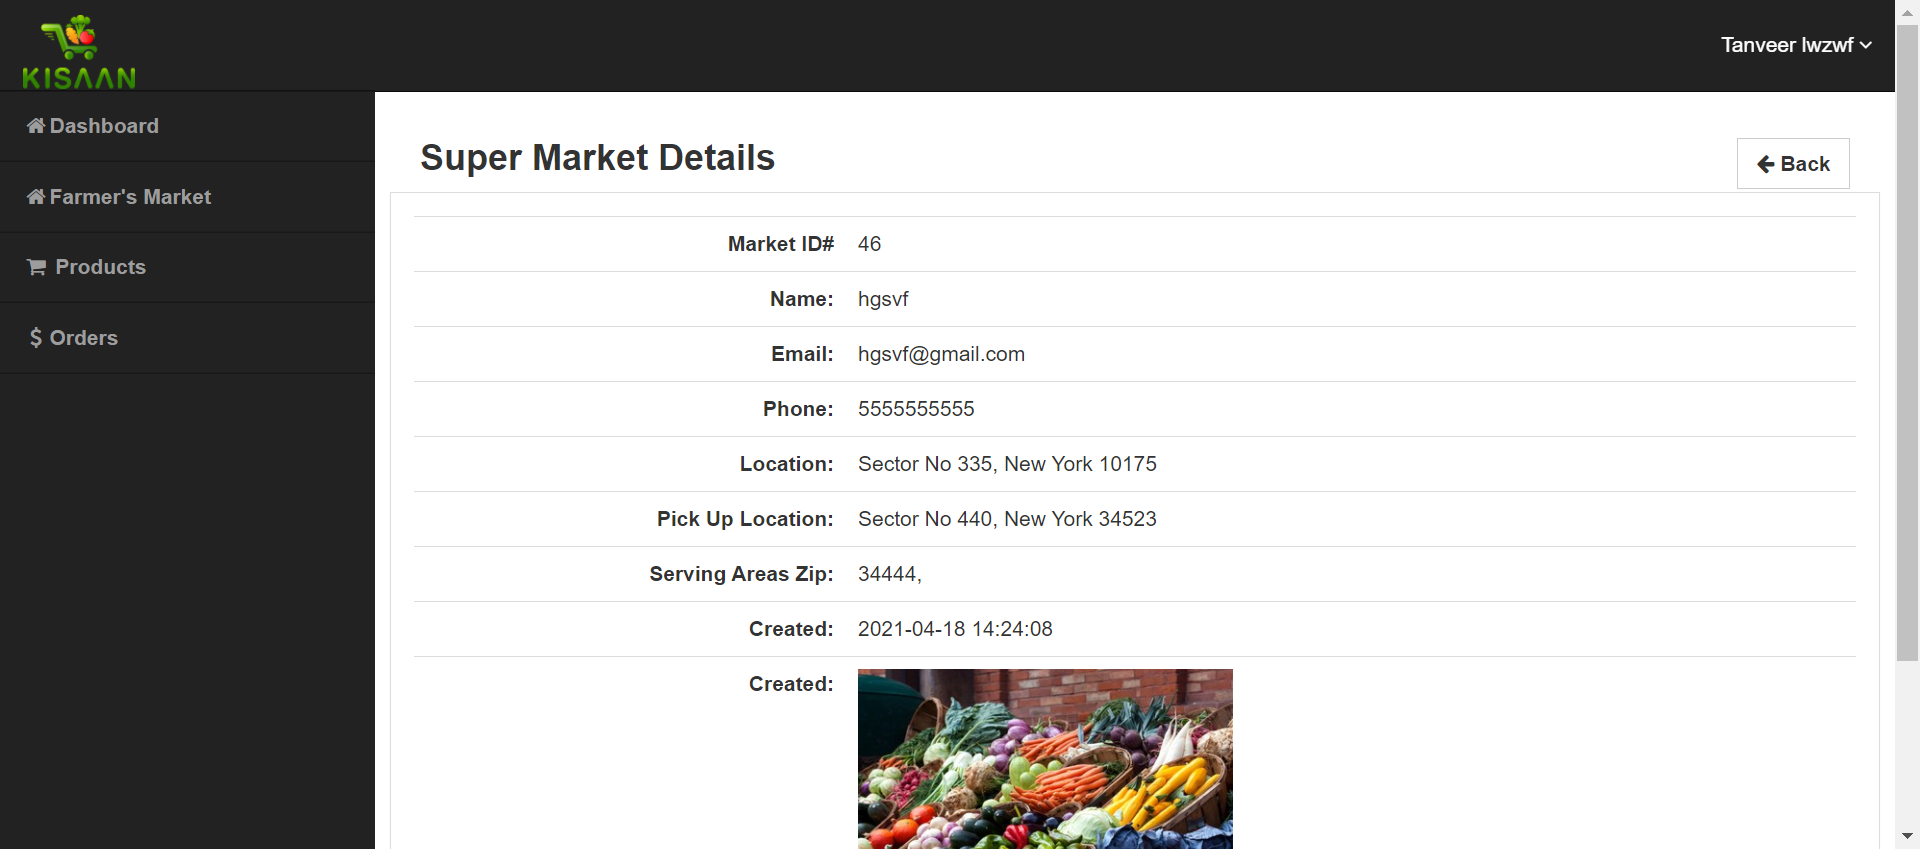 KISAAN
Tanveer lwzwf
Dashboard
Farmer's Market
Products
Orders
Super Market Details
Back
Market ID# 46
Name: hgsvf
Email: hgsvf@gmail.com
Phone: 5555555555
Location: Sector No 335, New York 10175
Pick Up Location: Sector No 440, New York 34523
Serving Areas Zip: 34444,
Created: 2021-04-18 14:24:08
Created: